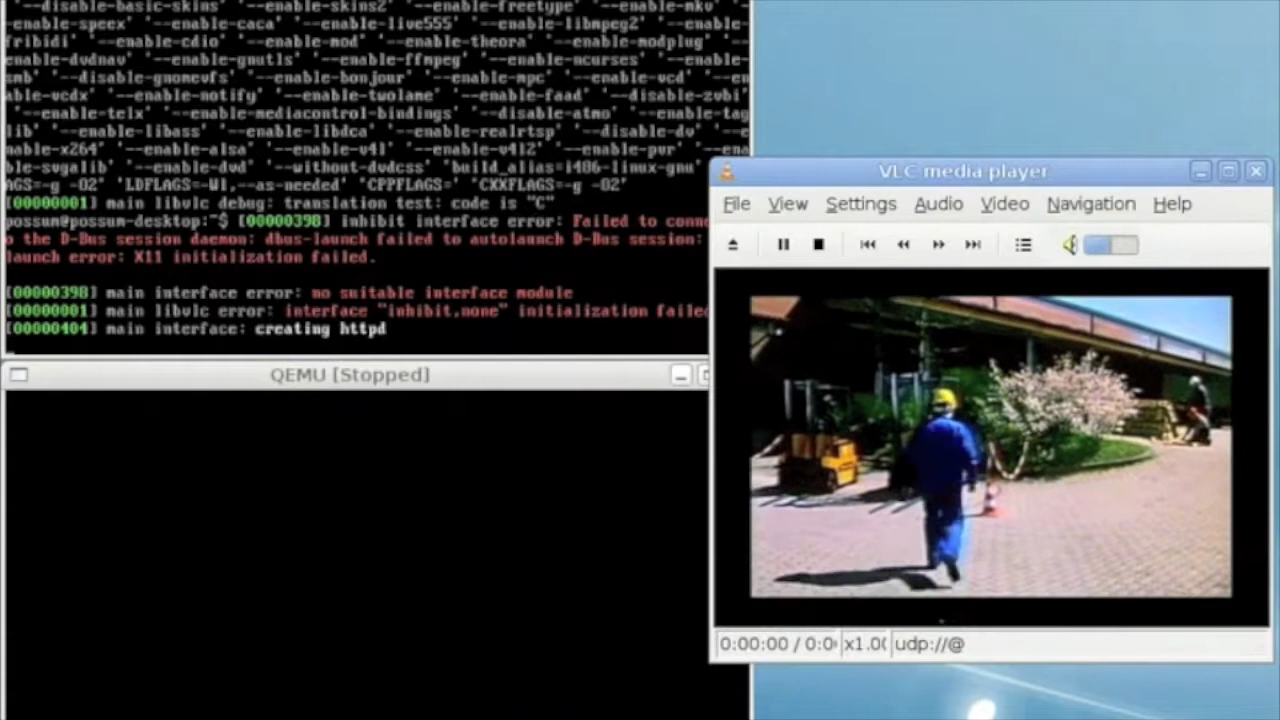 '--disable-basic-skins' '--enable-skins2' '--enable-freetype' '--enable-mkv'
--enable-speex' '--enable-caca' '--enable-live555' '--enable-libmpeg2' '--enable-
fribidi' '--enable-cdio' '--enable-mod' '--enable-theora' '--enable-modplug' '--
enable-dvdnav' '--enable-gnutls' '--enable-ffmpeg' '--enable-ncurses' '--enable-
smb' '--disable-gnomevfs' '--enable-bonjour' '--enable-mpc' '--enable-vcd' '--en
able-vcdx' '--enable-notify' '--enable-twolame' '--enable-faad' '--disable-zvbi'
'--enable-telx' '--enable-mediacontrol-bindings' '--disable-atmo' '--enable-tag
lib' '--enable-libass' '--enable-libdca' '--enable-realrtsp' '--disable-dv' '--e
nable-x264' '--enable-alsa' '--enable-v4l' '--enable-v4l2' '--enable-pvr' '--ena
ble-svgalib' '--enable-dvd' '--without-dvdcss' 'build_alias=i486-linux-gnu'
AGS=-g -O2' 'LDFLAGS=-Wl,--as-needed' 'CPPFLAGS=' 'CXXFLAGS=-g -O2'
[00000001] main libvlc debug: translation test: code is "C"
possum@possum-desktop:~$ [00000398] inhibit interface error: Failed to conne
o the D-Bus session daemon: dbus-launch failed to autolaunch D-Bus session:
launch error: X11 initialization failed.
[00000398] main interface error: no suitable interface module
[00000001] main libvlc error: interface "inhibit,none" initialization failed
[00000404] main interface: creating httpd
QEMU [Stopped]
VLC media player
File View Settings Audio Video Navigation Help
0:00:00 / 0:0 x1.0( udp://@